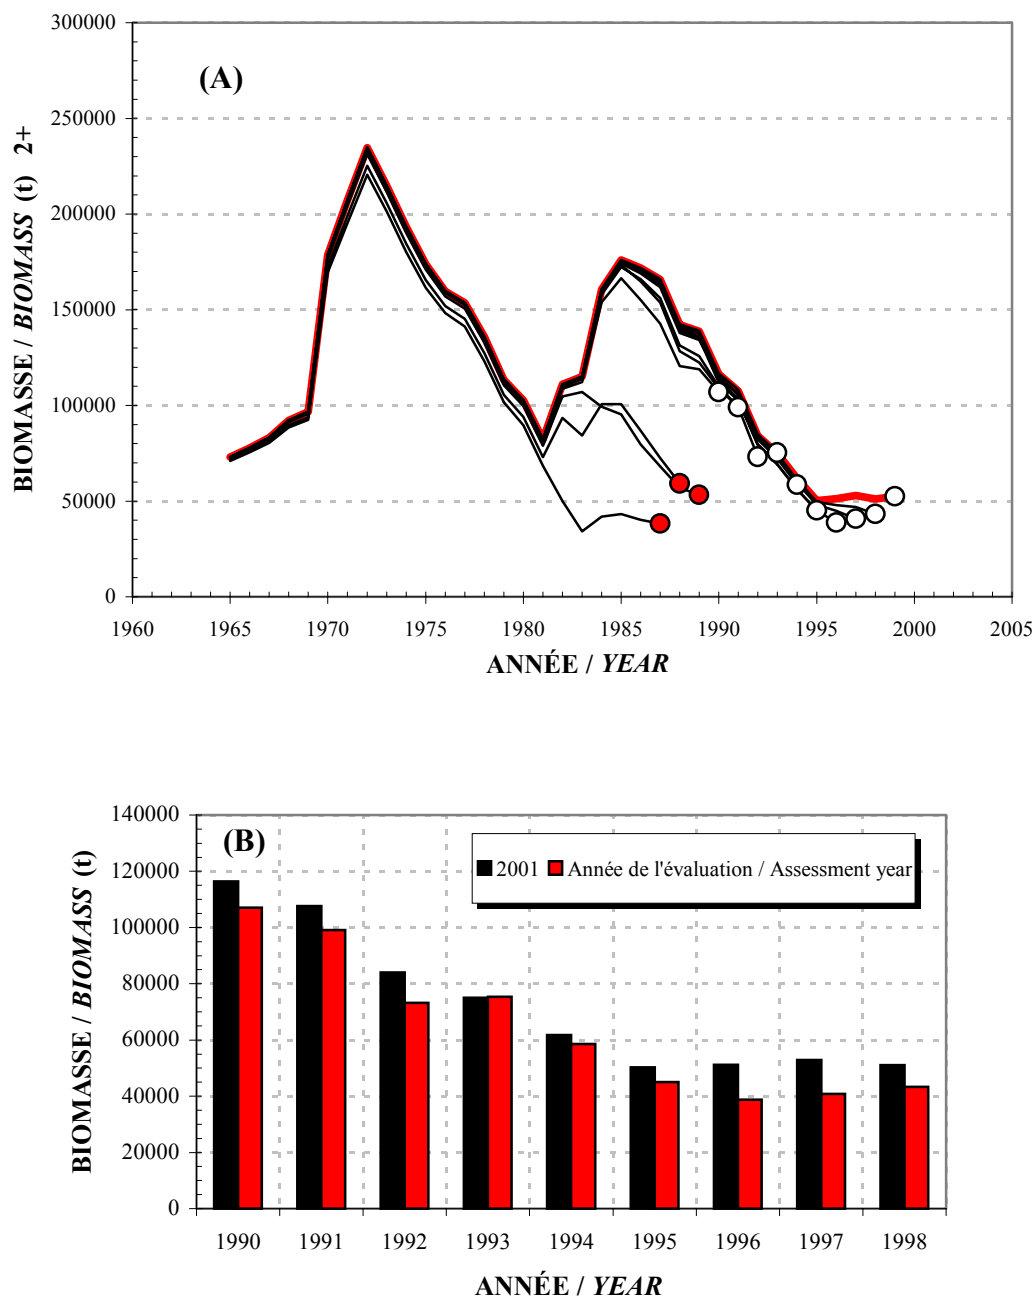 300000
(A)
250000
200000
150000
100000
50000
0
BIOMASSE / BIOMASS (t) 2+
1960 1965 1970 1975 1980 1985 1990 1995 2000 2005
ANNÉE / YEAR
140000
(B)
120000
100000
80000
60000
40000
20000
0
BIOMASSE / BIOMASS (t)
2001 Année de l'évaluation / Assessment year
1990 1991 1992 1993 1994 1995 1996 1997 1998
ANNÉE / YEAR